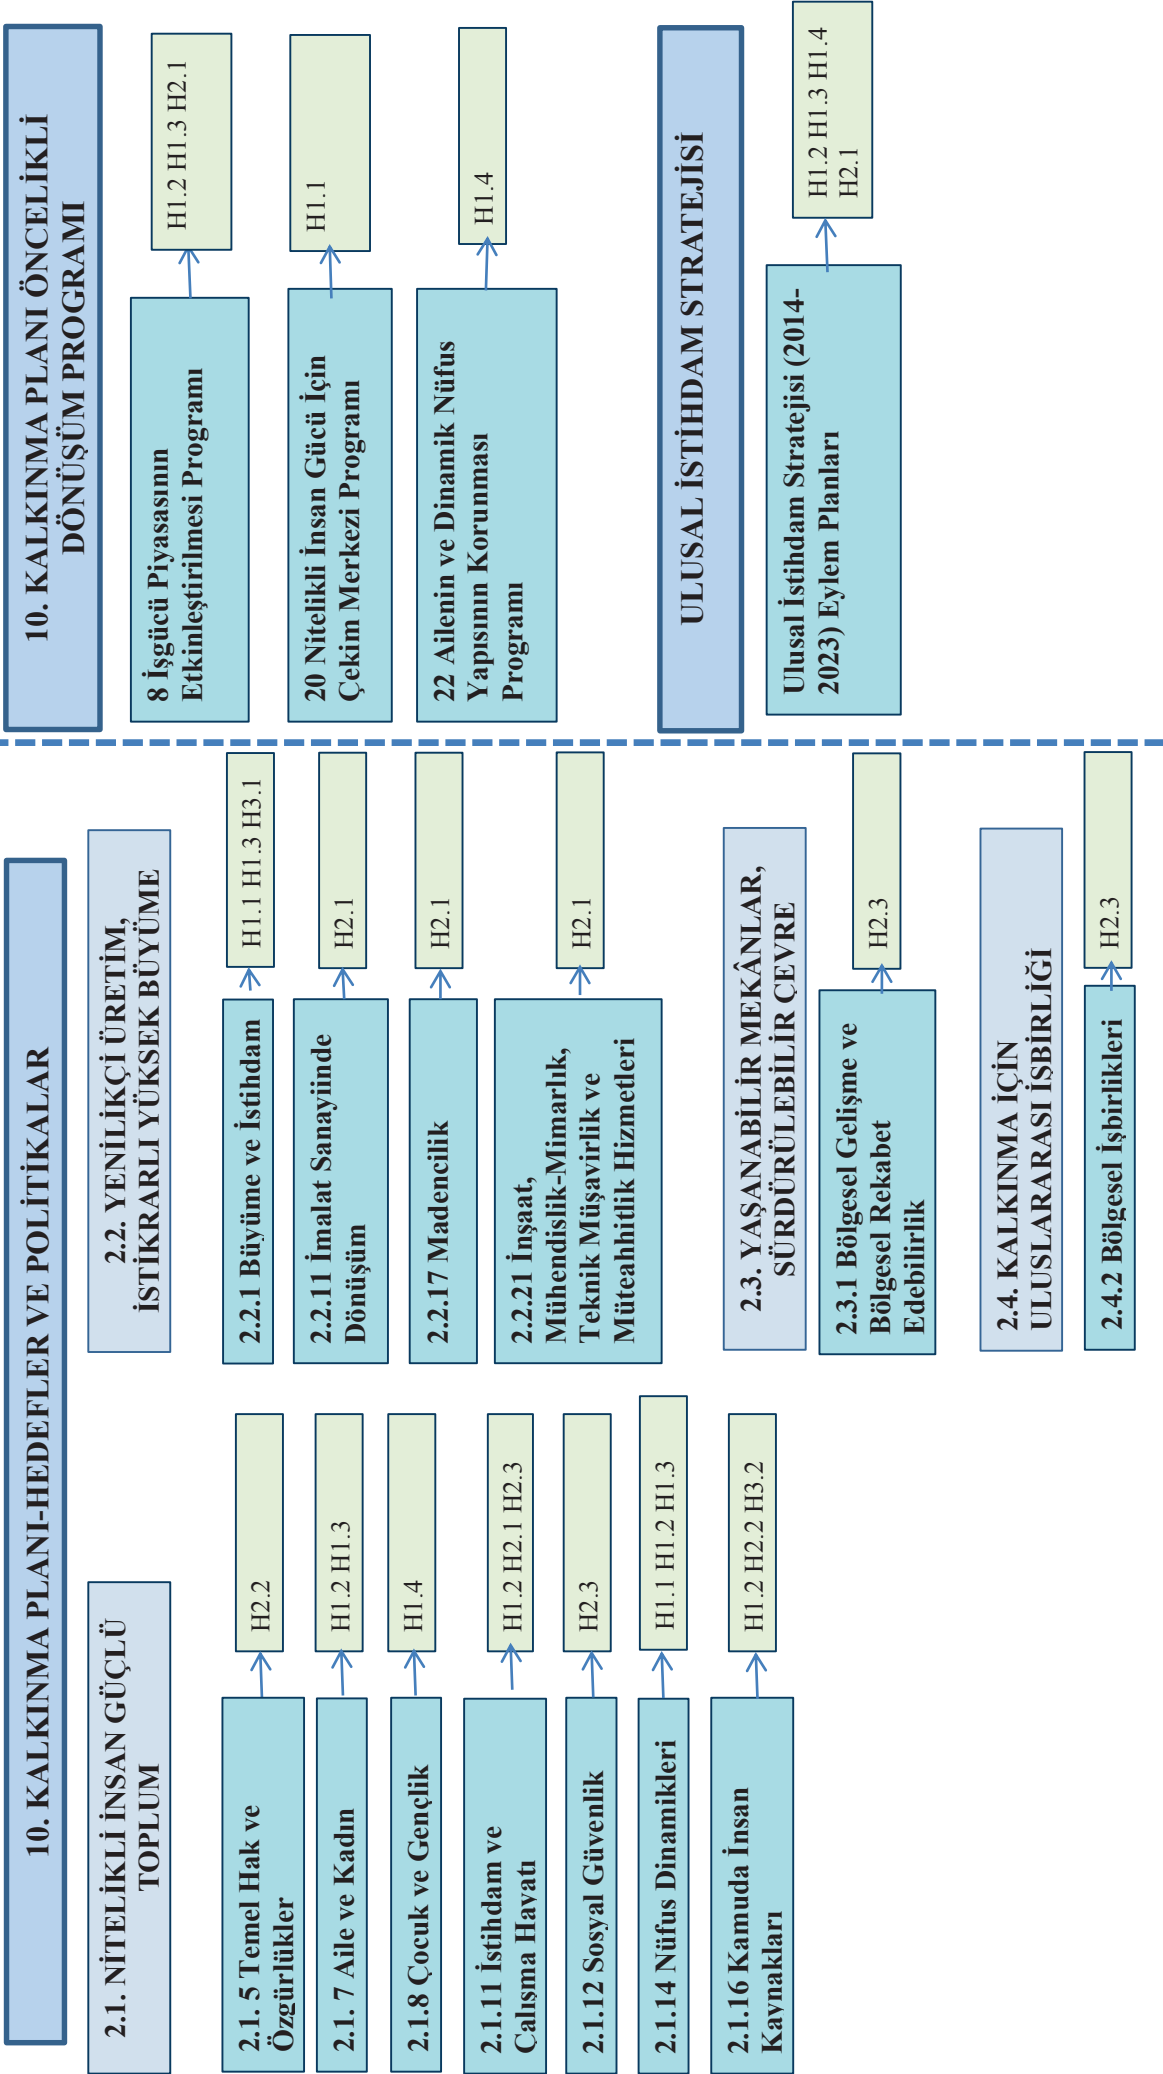 10. KALKINMA PLANI-HEDEFLER VE POLİTİKALAR
2.1. NİTELİKLİ İNSAN GÜÇLÜ
TOPLUM
2.1. 5 Temel Hak ve
Özgürlükler
H2.2
2.1. 7 Aile ve Kadın
H1.2 H1.3
2.1.8 Çocuk ve Gençlik
H1.4
2.1.11 İstihdam ve
Çalışma Hayatı
H1.2 H2.1 H2.3
2.1.12 Sosyal Güvenlik
H2.3
2.1.14 Nüfus Dinamikleri
H1.1 H1.2 H1.3
2.1.16 Kamuda İnsan
Kaynakları
H1.2 H2.2 H3.2
2.2. YENİLİKÇİ ÜRETİM,
İSTİKRARLI YÜKSEK BÜYÜME
2.2.1 Büyüme ve İstihdam
H1.1 H1.3 H3.1
2.2.11 İmalat Sanayiinde
Dönüşüm
H2.1
2.2.17 Madencilik
H2.1
2.2.21 İnşaat,
Mühendislik-Mimarlık,
Teknik Müşavirlik ve
Müteahhitlik Hizmetleri
H2.1
2.3. YAŞANABİLİR MEKÂNLAR,
SÜRDÜRÜLEBİLİR ÇEVRE
2.3.1 Bölgesel Gelişme ve
Bölgesel Rekabet
Edebilirlik
H2.3
2.4. KALKINMA İÇİN
ULUSLARARASI İŞBİRLİĞİ
2.4.2 Bölgesel İşbirlikleri
H2.3
10. KALKINMA PLANI ÖNCELİKLİ
DÖNÜŞÜM PROGRAMI
8 İşgücü Piyasasının
Etkinleştirilmesi Programı
H1.2 H1.3 H2.1
20 Nitelikli İnsan Gücü İçin
Çekim Merkezi Programı
H1.1
22 Ailenin ve Dinamik Nüfus
Yapısının Korunması
Programı
H1.4
ULUSAL İSTİHDAM STRATEJİSİ
Ulusal İstihdam Stratejisi (2014-
2023) Eylem Planları
H1.2 H1.3 H1.4
H2.1